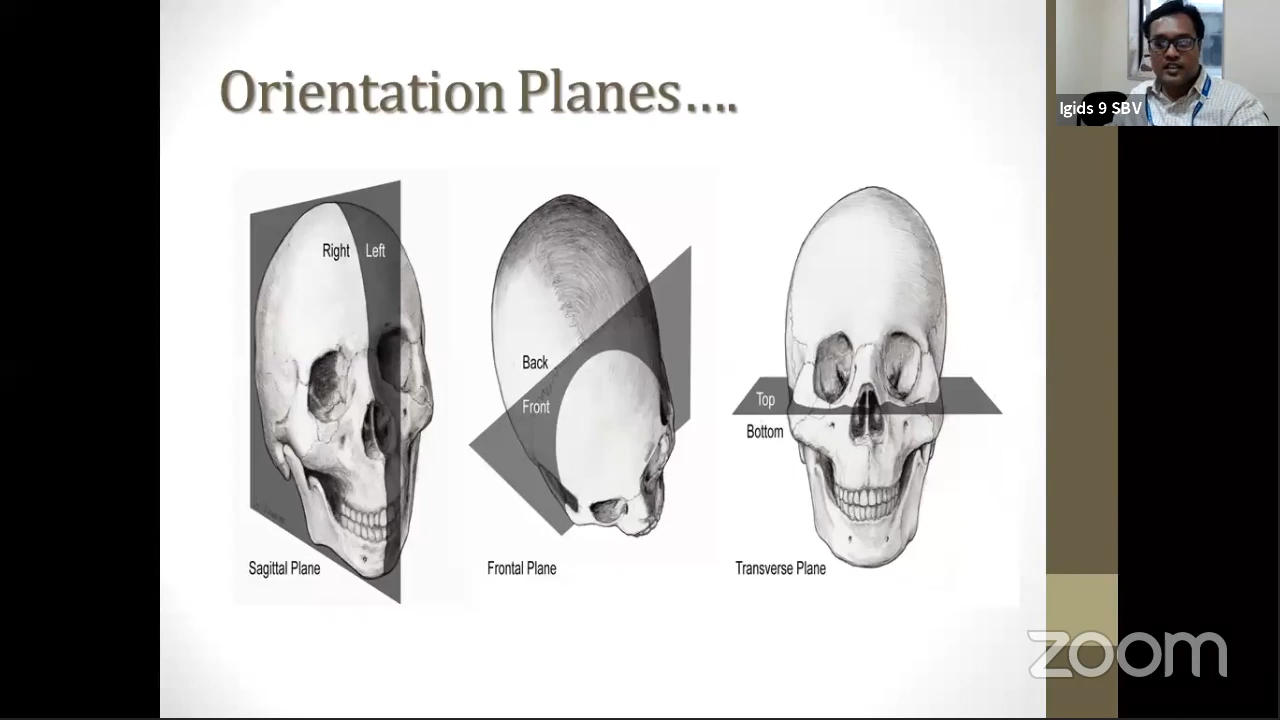 Orientation Planes....
Igids 9 SBV
Right Left
Back
Front
Top
Bottom
Sagittal Plane
Frontal Plane
Transverse Plane
zoom